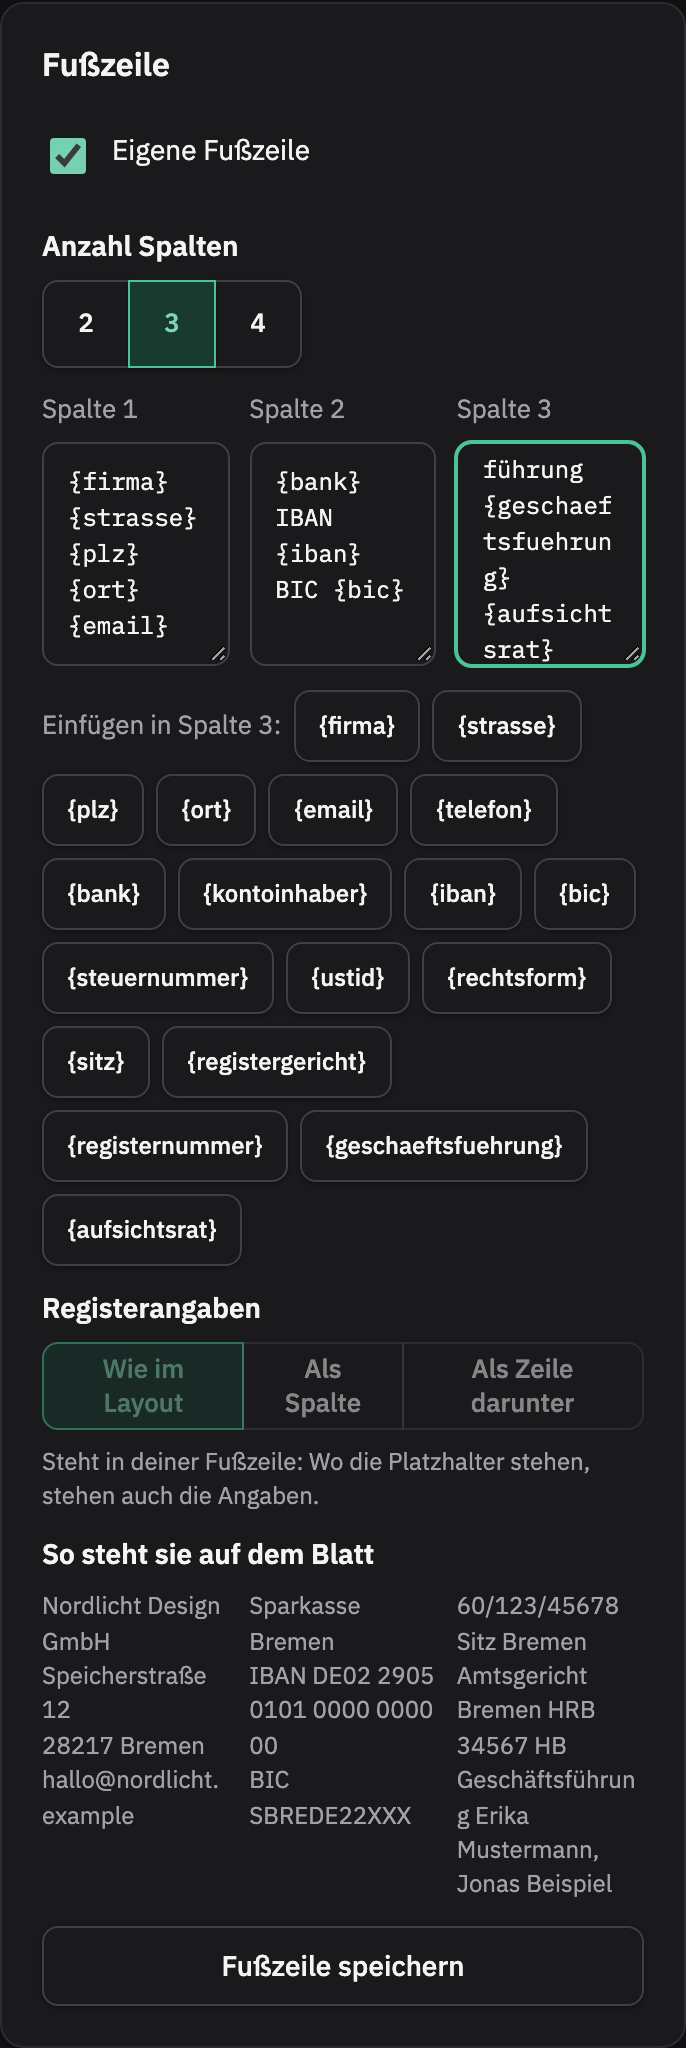 Fußzeile
Eigene Fußzeile
Anzahl Spalten
2 3 4
Spalte 1
{firma}
{strasse}
{plz}
{ort}
{email}
Spalte 2
{bank}
IBAN
{iban}
BIC {bic}
Spalte 3
führung
{geschaef
tsfuehrun
g}
{aufsicht
srat}
Einfügen in Spalte 3: {firma} {strasse}
{plz} {ort} {email} {telefon}
{bank} {kontoinhaber} {iban} {bic}
{steuernummer} {ustid} {rechtsform}
{sitz} {registergericht}
{registernummer} {geschaeftsfuehrung}
{aufsichtsrat}
Registerangaben
Wie im
Layout
Als
Spalte
Als Zeile
darunter
Steht in deiner Fußzeile: Wo die Platzhalter stehen,
stehen auch die Angaben.
So steht sie auf dem Blatt
Nordlicht Design
GmbH
Speicherstraße
12
28217 Bremen
hallo@nordlicht.
example
Sparkasse
Bremen
IBAN DE02 2905
0101 0000 0000
00
BIC
SBREDE22XXX
60/123/45678
Sitz Bremen
Amtsgericht
Bremen HRB
34567 HB
Geschäftsführun
g Erika
Mustermann,
Jonas Beispiel
Fußzeile speichern